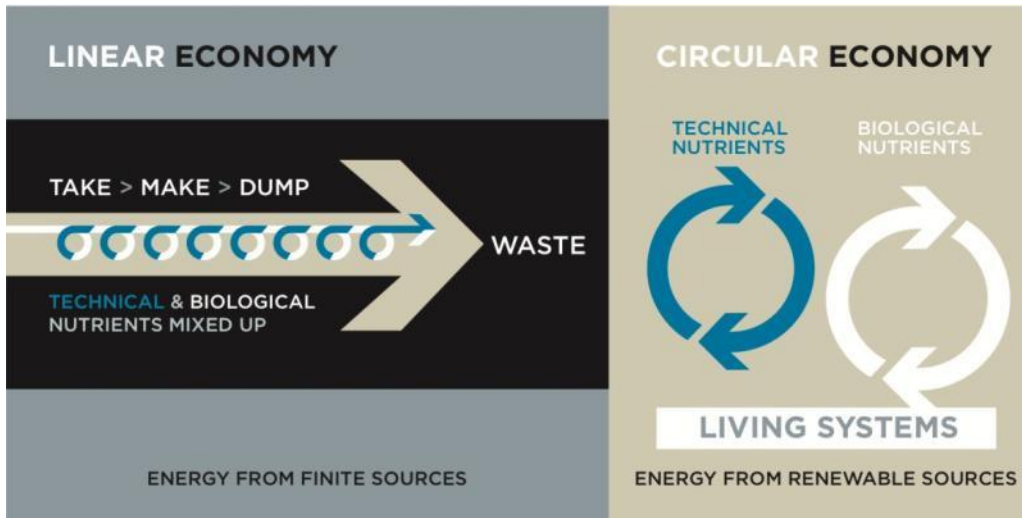 LINEAR ECONOMY
TAKE > MAKE > DUMP
WASTE
TECHNICAL & BIOLOGICAL
NUTRIENTS MIXED UP
ENERGY FROM FINITE SOURCES
CIRCULAR ECONOMY
TECHNICAL
NUTRIENTS
BIOLOGICAL
NUTRIENTS
LIVING SYSTEMS
ENERGY FROM RENEWABLE SOURCES